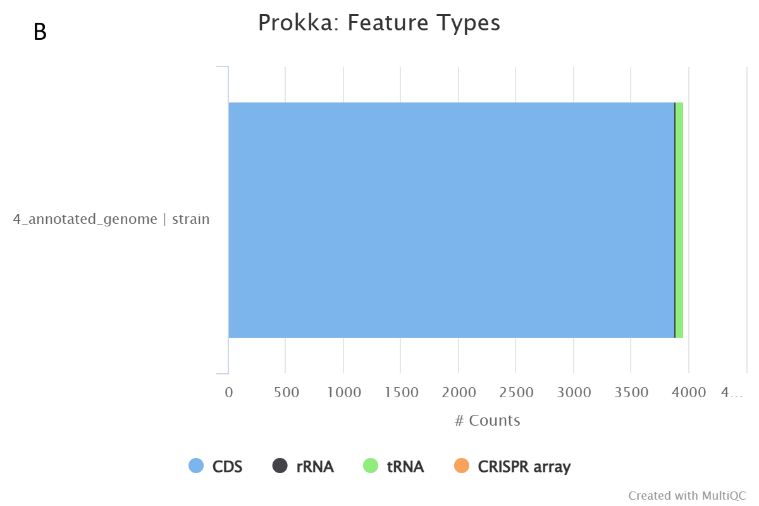 B
Prokka: Feature Types
4_annotated_genome | strain
0 500 1000 1500 2000 2500 3000 3500 4000 4…
# Counts
CDS rRNA tRNA CRISPR array
Created with MultiQC